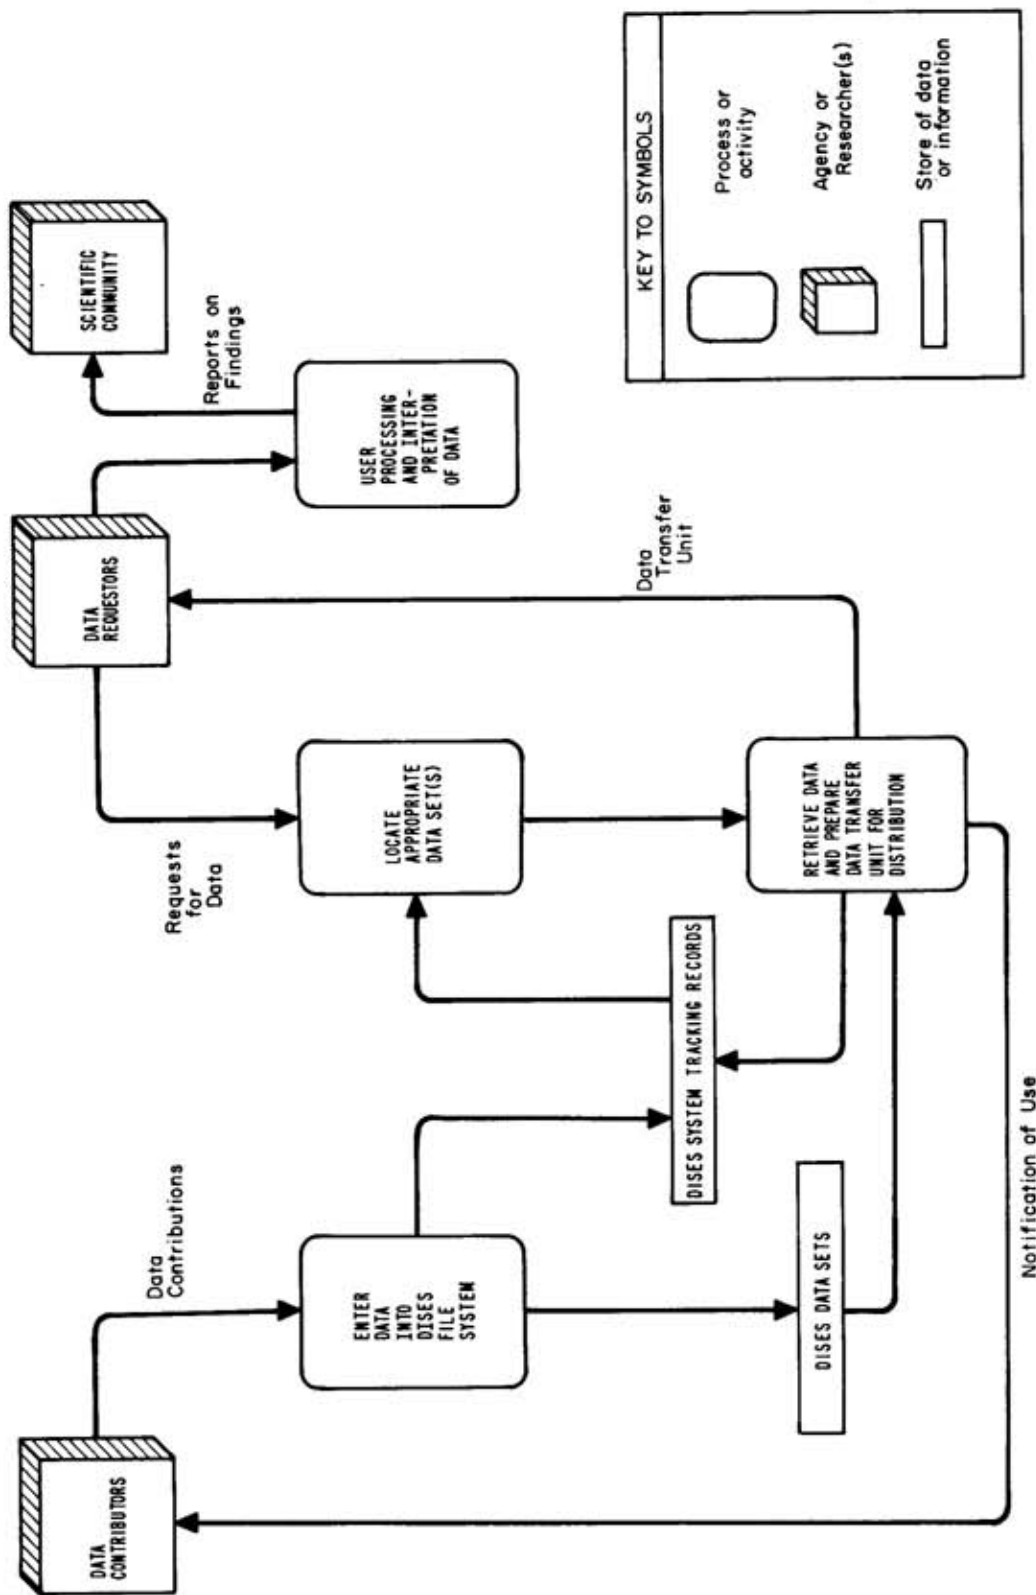 DATA
CONTRIBUTORS
Data
Contributions
ENTER
DATA
INTO
DISES
FILE
SYSTEM
DISES DATA SETS
DISES SYSTEM TRACKING RECORDS
Notification of Use
Requests
for
Data
LOCATE
APPROPRIATE
DATA SET(S)
RETRIEVE DATA
AND PREPARE
DATA TRANSFER
UNIT FOR
DISTRIBUTION
DATA
REQUESTORS
Data
Transfer
Unit
USER
PROCESSING
AND INTER-
PRETATION
OF DATA
Reports on
Findings
SCIENTIFIC
COMMUNITY
KEY TO SYMBOLS
Process or
activity
Agency or
Researcher(s)
Store of data
or information